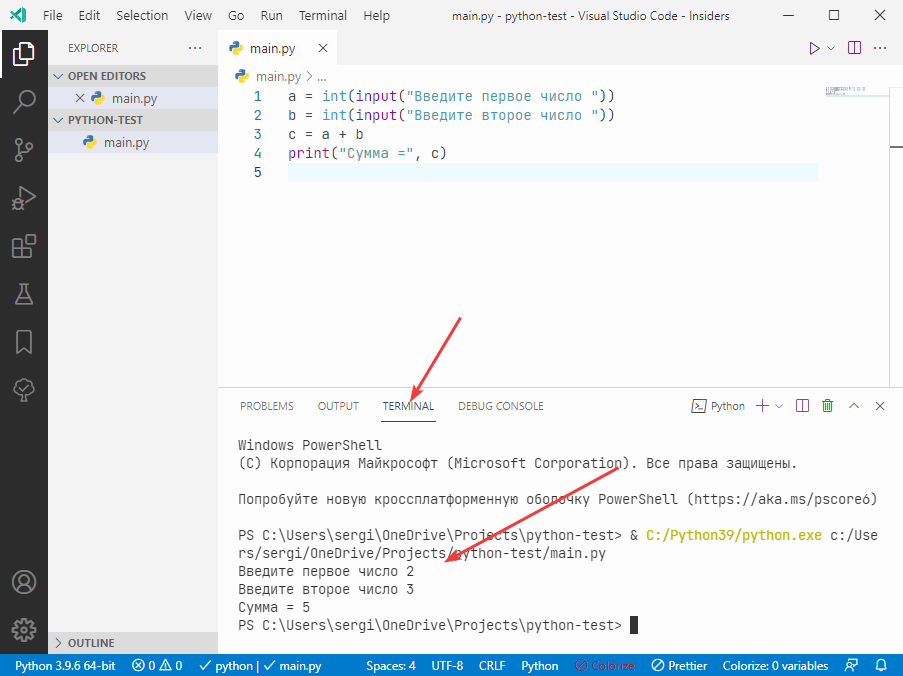 File Edit Selection View Go Run Terminal Help main.py - python-test - Visual Studio Code - Insiders
EXPLORER
main.py
OPEN EDITORS
main.py
PYTHON-TEST
main.py
OUTLINE
main.py > ...
1 a = int(input("Введите первое число "))
2 b = int(input("Введите второе число "))
3 c = a + b
4 print("Сумма =", c)
5
PROBLEMS OUTPUT TERMINAL DEBUG CONSOLE Python
Windows PowerShell
(C) Корпорация Майкрософт (Microsoft Corporation). Все права защищены.
Попробуйте новую кроссплатформенную оболочку PowerShell (https://aka.ms/pscore6)
PS C:\Users\sergi\OneDrive\Projects\python-test> & C:/Python39/python.exe c:/Use
rs/sergi/OneDrive/Projects/python-test/main.py
Введите первое число 2
Введите второе число 3
Сумма = 5
PS C:\Users\sergi\OneDrive\Projects\python-test>
Python 3.9.6 64-bit 0 0 python | main.py Spaces: 4 UTF-8 CRLF Python Colorize Prettier Colorize: 0 variables